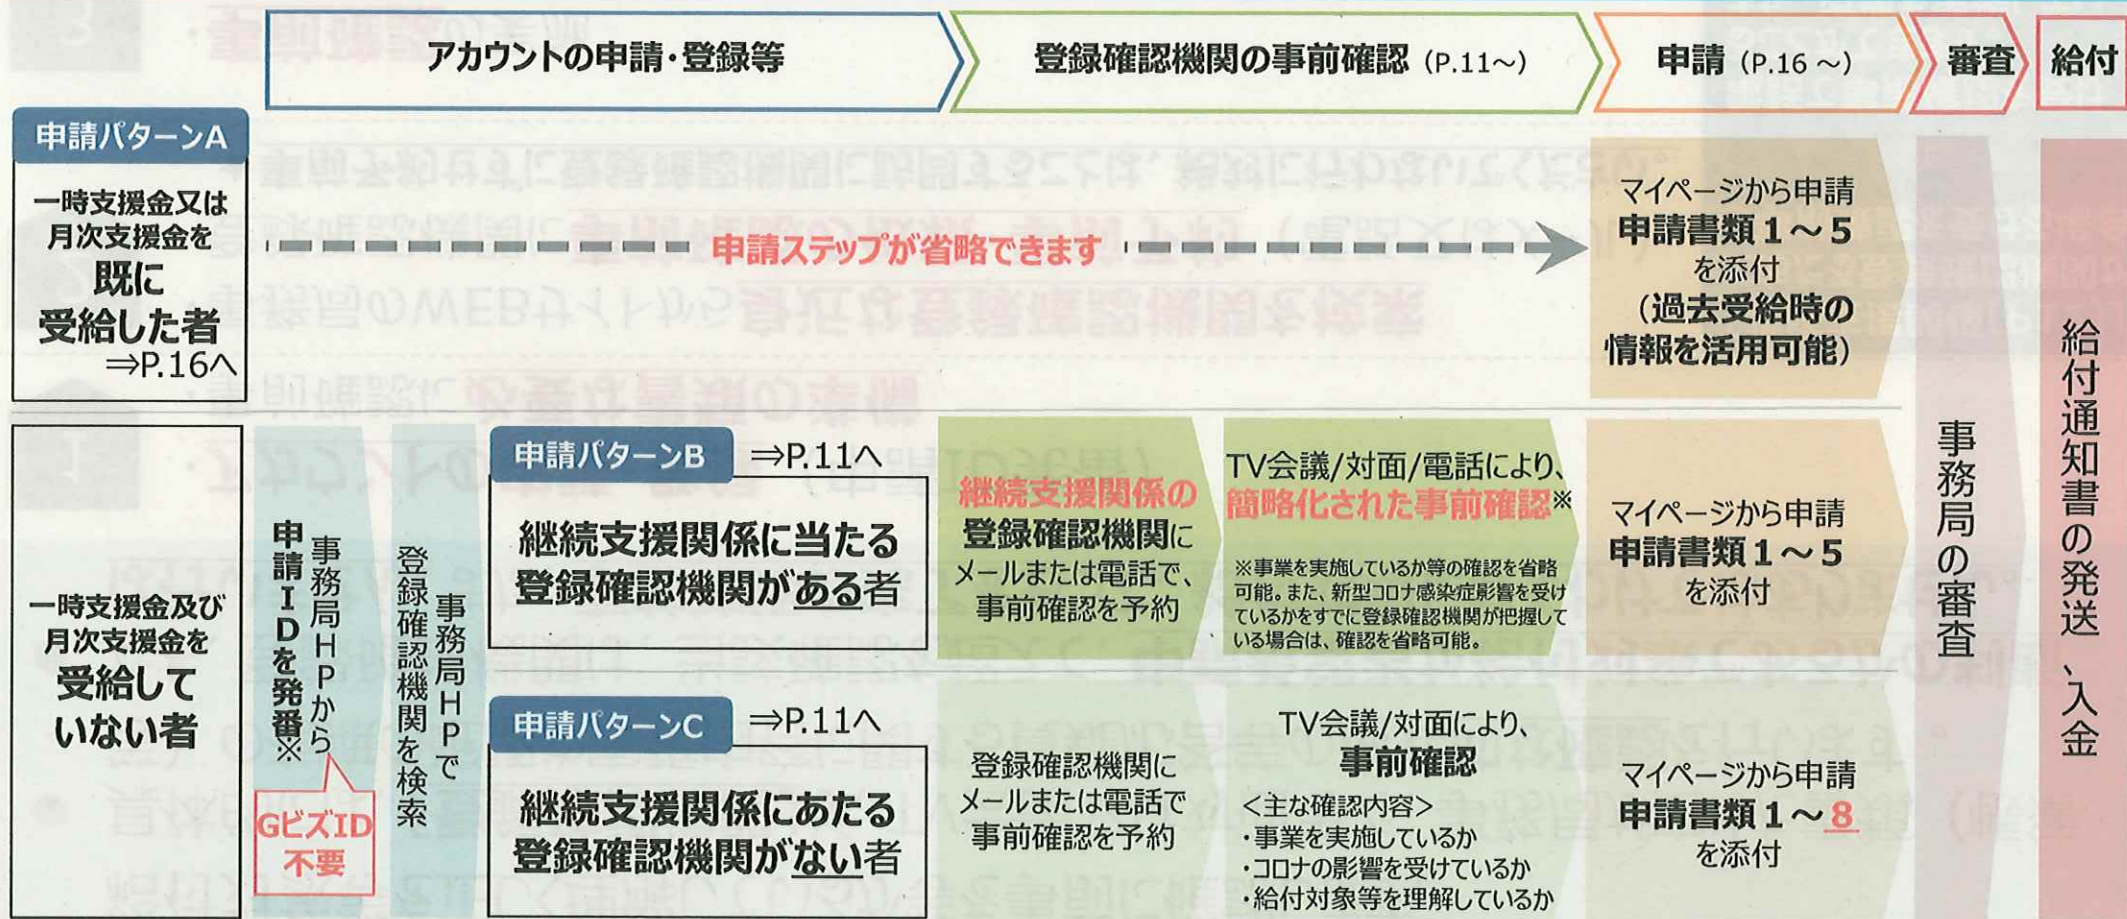 アカウントの申請・登録等
登録確認機関の事前確認（P.11～）
申請（P.16～）
審査
給付
申請パターンA
一時支援金又は
月次支援金を
既に
受給した者
⇒P.16へ
申請ステップが省略できます
マイページから申請
申請書類１～５
を添付
（過去受給時の
情報を活用可能）
一時支援金及び
月次支援金を
受給して
いない者
事務局HPから
申請IDを発番※
GビズID
不要
事務局HPで
登録確認機関を検索
申請パターンB
⇒P.11へ
継続支援関係に当たる
登録確認機関がある者
継続支援関係の
登録確認機関に
メールまたは電話で、
事前確認を予約
TV会議/対面/電話により、
簡略化された事前確認※
※事業を実施しているか等の確認を省略
可能。また、新型コロナ感染症影響を受け
ているかをすでに登録確認機関が把握して
いる場合は、確認を省略可能。
マイページから申請
申請書類１～５
を添付
申請パターンC
⇒P.11へ
継続支援関係にあたる
登録確認機関がない者
登録確認機関に
メールまたは電話で
事前確認を予約
TV会議/対面により、
事前確認
＜主な確認内容＞
・事業を実施しているか
・コロナの影響を受けているか
・給付対象等を理解しているか
マイページから申請
申請書類１～８
を添付
事務局の審査
給付通知書の発送、入金